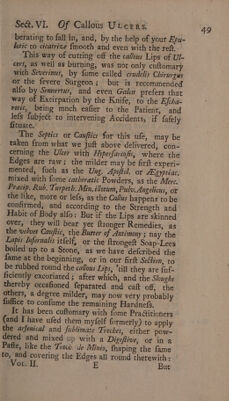 Sect. VI. Of Callous Ulcers. 49
berating to fall in, and, by the help of your Epu-
lotic to cicatrize smooth and even with the rest.
This way of cutting off the callous Lips of Ul-
cers, as well as burning, was not only customary
with Severinus, by some called crudelis Chirurgus
or the severe Surgeon; but is recommended
also by Sennertus, and even Galen prefers that
way of Extirpation by the Knife, to the Escha-
rotic, being much easier to the Patient, and
less subject to intervening Accidents, if safely
situate.
The Septics or Caustics for this use, may be
taken from what we just above delivered, con-
cerning the Ulcer with Hypersarcosis, where the
Edges are raw; the milder may be first experi-
mented, such as the Ung. Apostol. or Ægyptiac.
mixed with some cathæretic Powders, as the Merc.
Præcip. Rub. Turpeth. Min. Alumen, Pulv. Angelicus, or
the like, more or less, as the Callus happens to be
confirmed, and according to the Strength and
Habit of Body also: But if the Lips are skinned
over, they will bear yet stronger Remedies, as
the velvet Caustic, the Butter of Antimony; nay the
Lapis Infernalis itself, or the strongest Soap-Lees
boiled up to a Stone, as we have described the
same at the beginning, or in our first Section, to
be rubbed round the callous Lips, 'till they are suf-
ficiently excoriated; after which, and the Sloughs
thereby occasioned separated and cast off, the
others, a degree milder, may now very probably
suffice to consume the remaining Hardness.
It has been customary with some Practitioners
(and I have used them myself formerly) to apply
the arsenical and sublimate Troches, either pow-
dered and mixed up with a Digestive, or in a
Paste, like the Troch. de Minio, shaping the same
to, and covering the Edges all round therewith:
Vol. II. E But